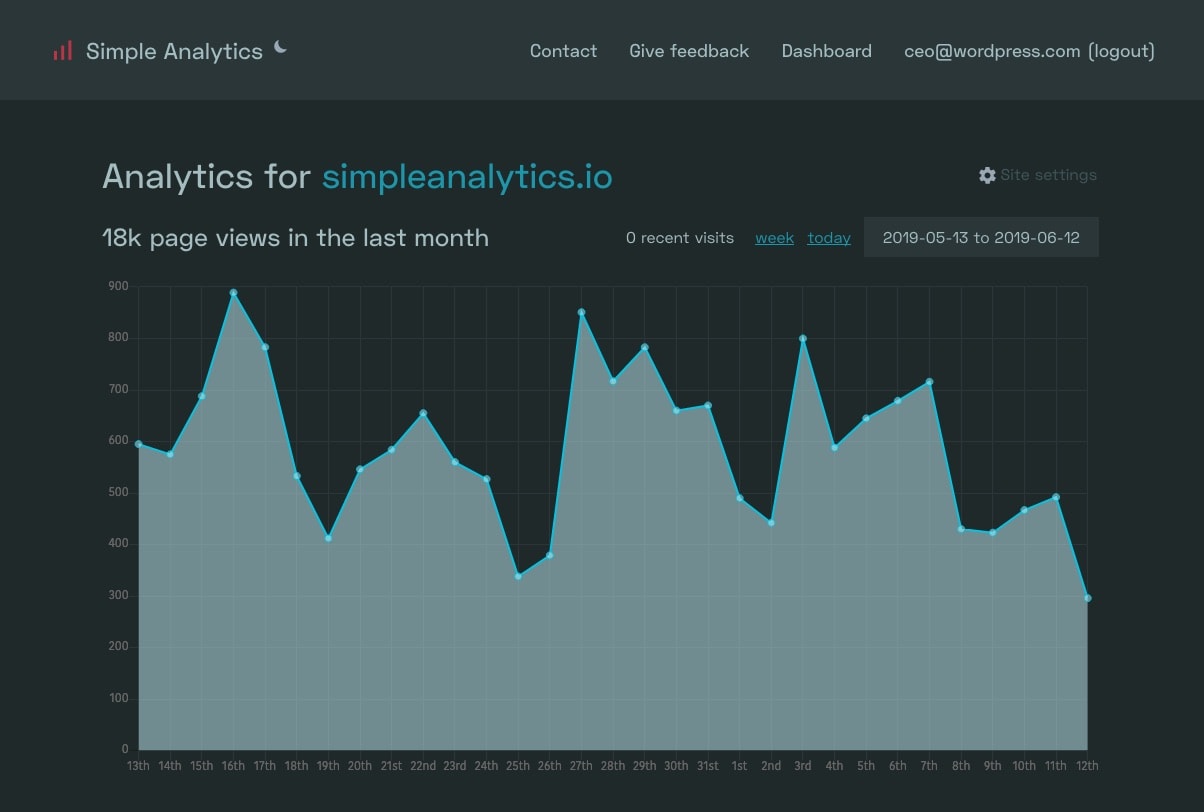 Simple Analytics
Contact Give feedback Dashboard ceo@wordpress.com (logout)
Analytics for simpleanalytics.io
Site settings
18k page views in the last month
0 recent visits week today 2019-05-13 to 2019-06-12
900
800
700
600
500
400
300
200
100
0
13th 14th 15th 16th 17th 18th 19th 20th 21st 22nd 23rd 24th 25th 26th 27th 28th 29th 30th 31st 1st 2nd 3rd 4th 5th 6th 7th 8th 9th 10th 11th 12th